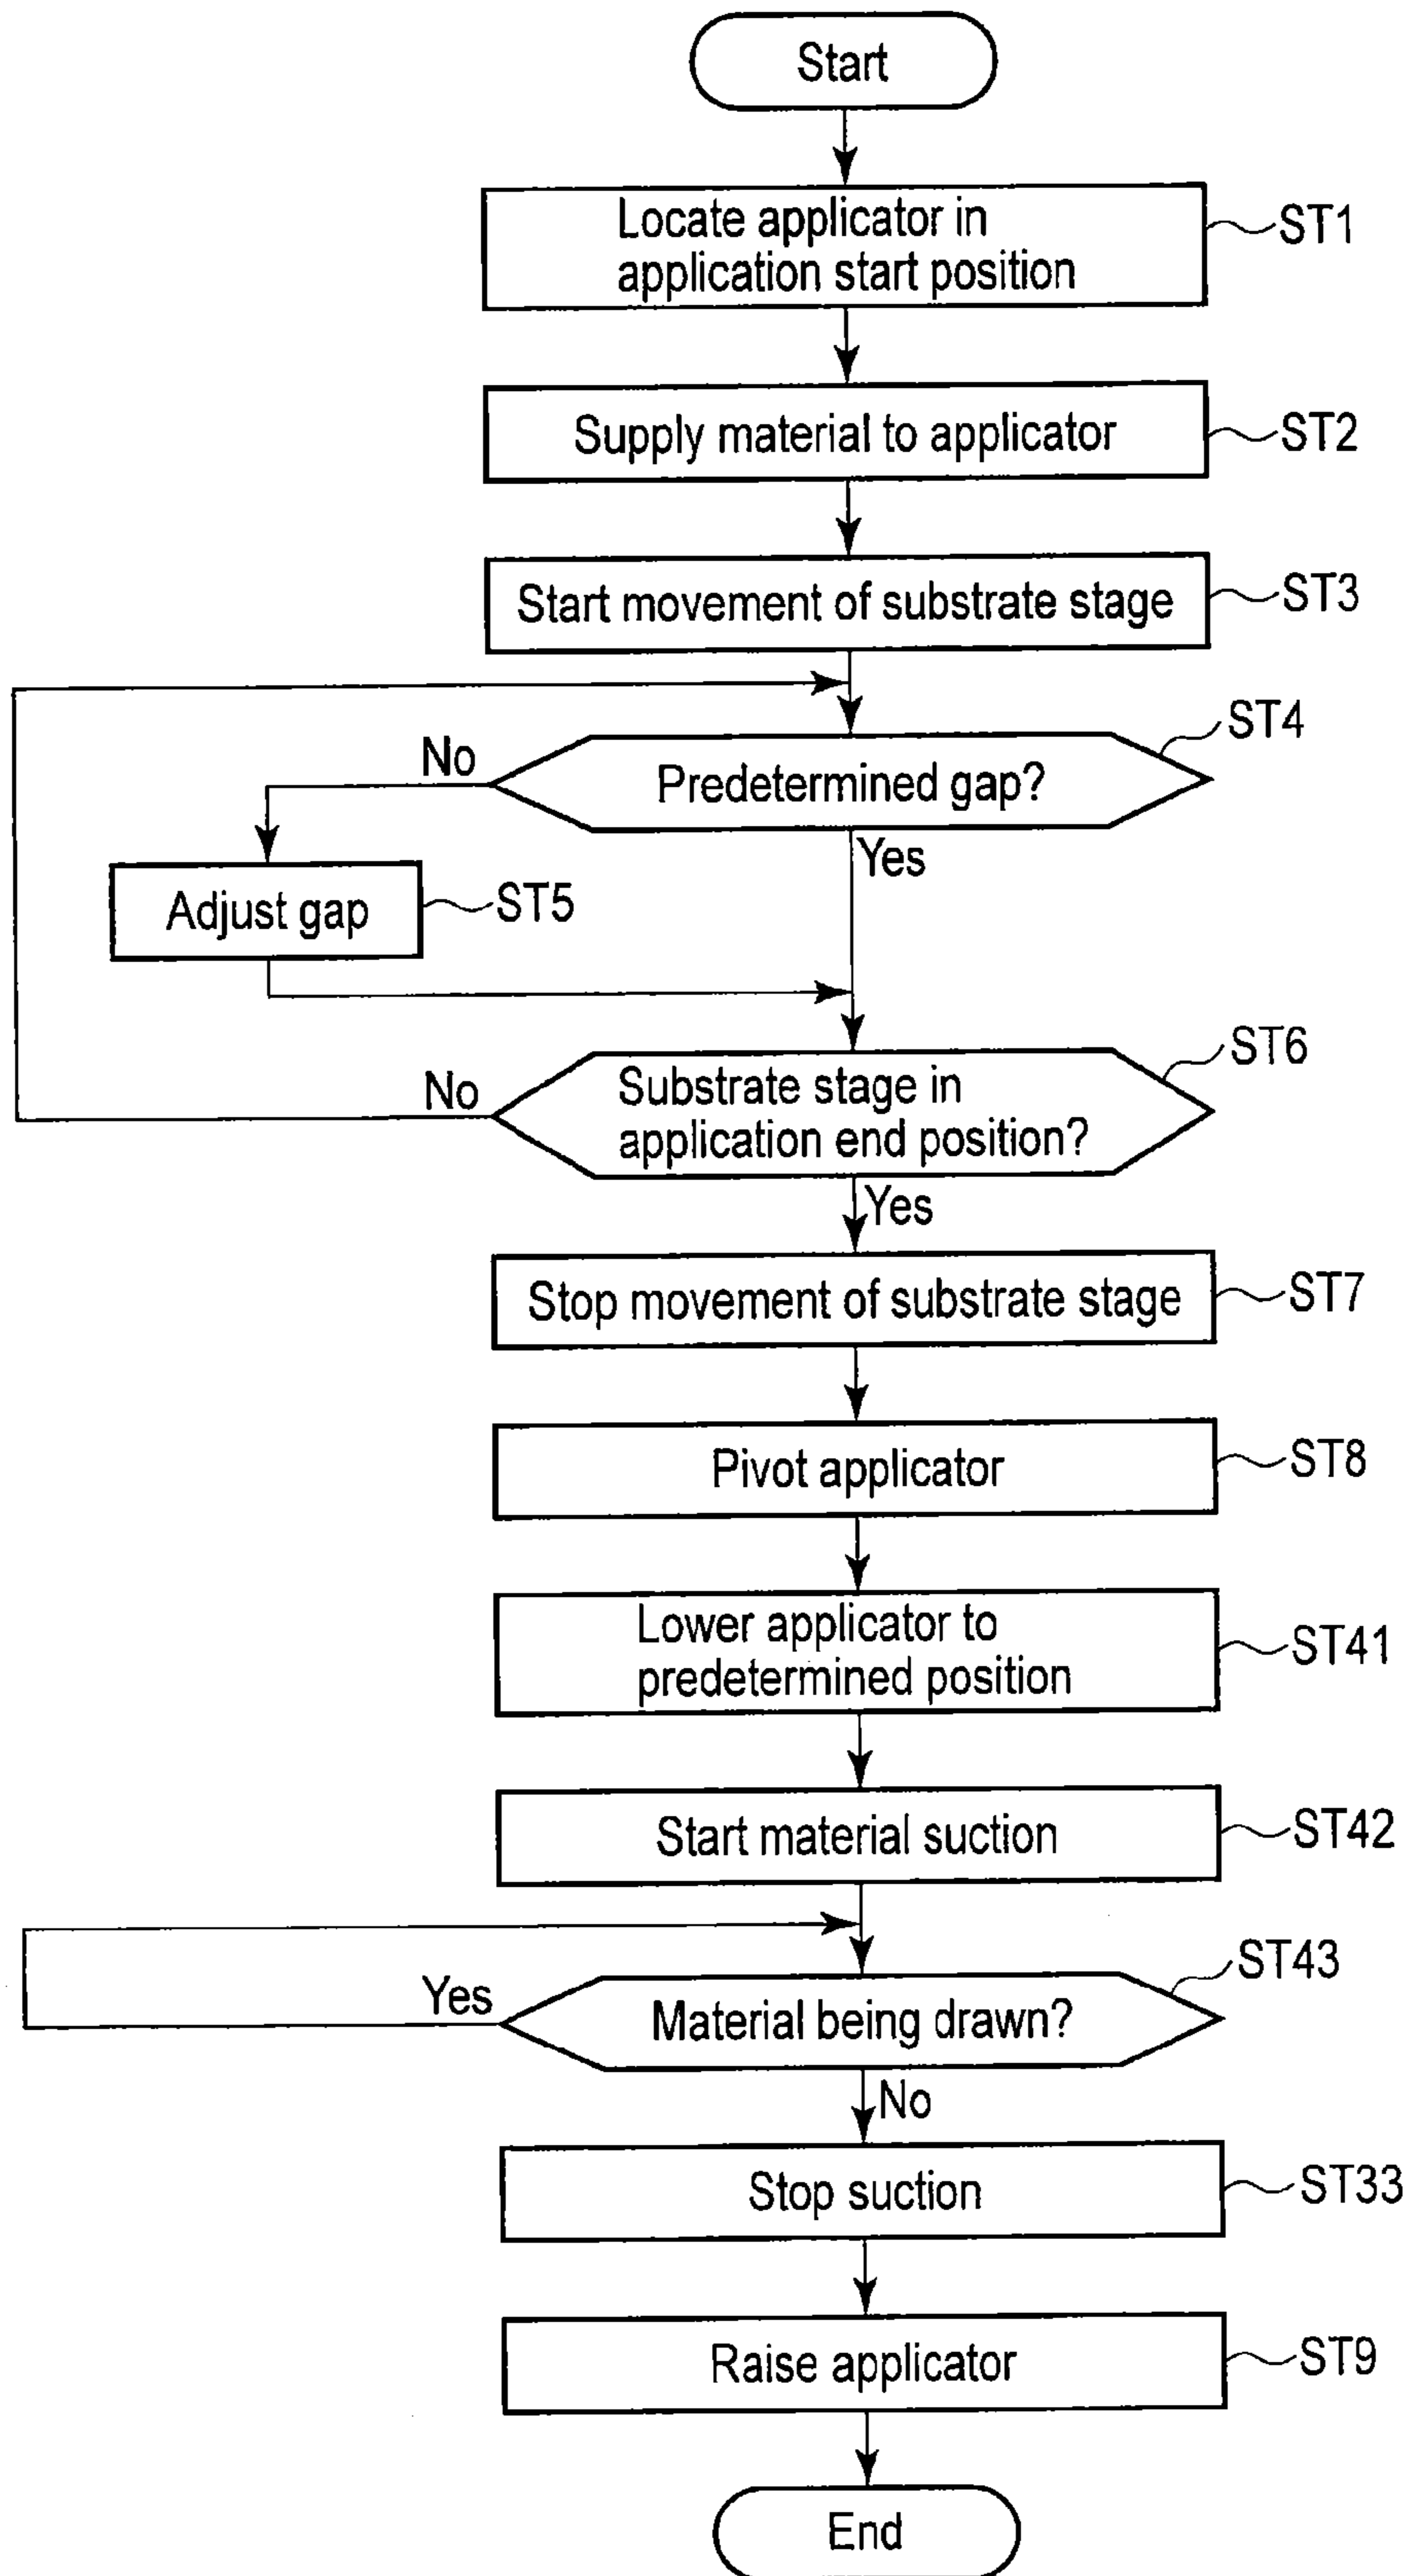 Start
Locate applicator in
application start position
ST1
Supply material to applicator
ST2
Start movement of substrate stage
ST3
ST4
No
Predetermined gap?
Yes
Adjust gap
ST5
ST6
No
Substrate stage in
application end position?
Yes
Stop movement of substrate stage
ST7
Pivot applicator
ST8
Lower applicator to
predetermined position
ST41
Start material suction
ST42
ST43
Yes
Material being drawn?
No
Stop suction
ST33
Raise applicator
ST9
End